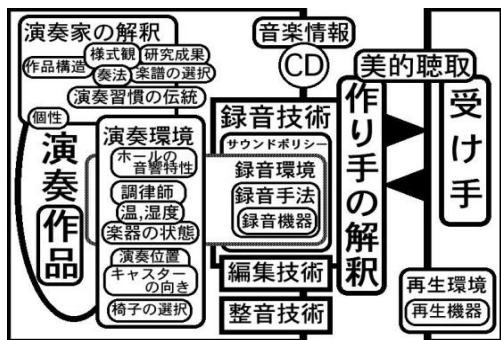 演奏家の解釈
様式観
研究成果
作品構造
奏法
楽譜の選択
演奏習慣の伝統
個性
演奏
作品
演奏環境
ホールの
音響特性
調律師
温,湿度
楽器の状態
演奏位置
キャスター
の向き
椅子の選択
音楽情報
CD
録音技術
サウンドポリシー
録音環境
録音手法
録音機器
編集技術
整音技術
作り手の解釈
美的聴取
受け手
再生環境
再生機器